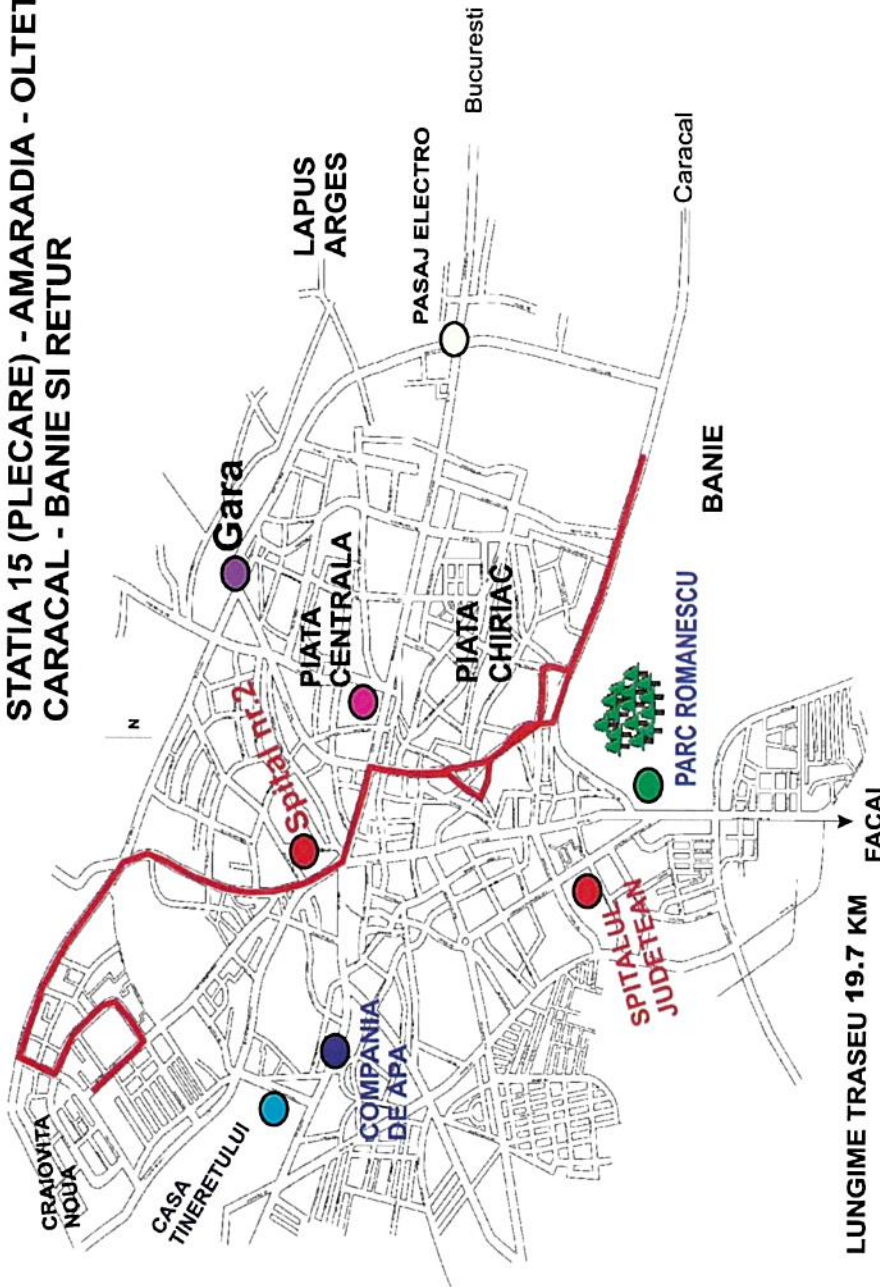 STATIA 15 (PLECARE) - AMARADIA - OLTET
CARACAL - BANIE SI RETUR
N
CRAIOVITA
NOUA
CASA
TINERETULUI
COMPANIA
DE APA
Spital nr.2
Gara
PIATA
CENTRALA
LAPUS
ARGES
PASAJ ELECTRO
Bucuresti
PIATA
CHIRIAC
Caracal
BANIE
PARC ROMANESCU
SPITALUL
JUDETEAN
FACAI
LUNGIME TRASEU 19.7 KM